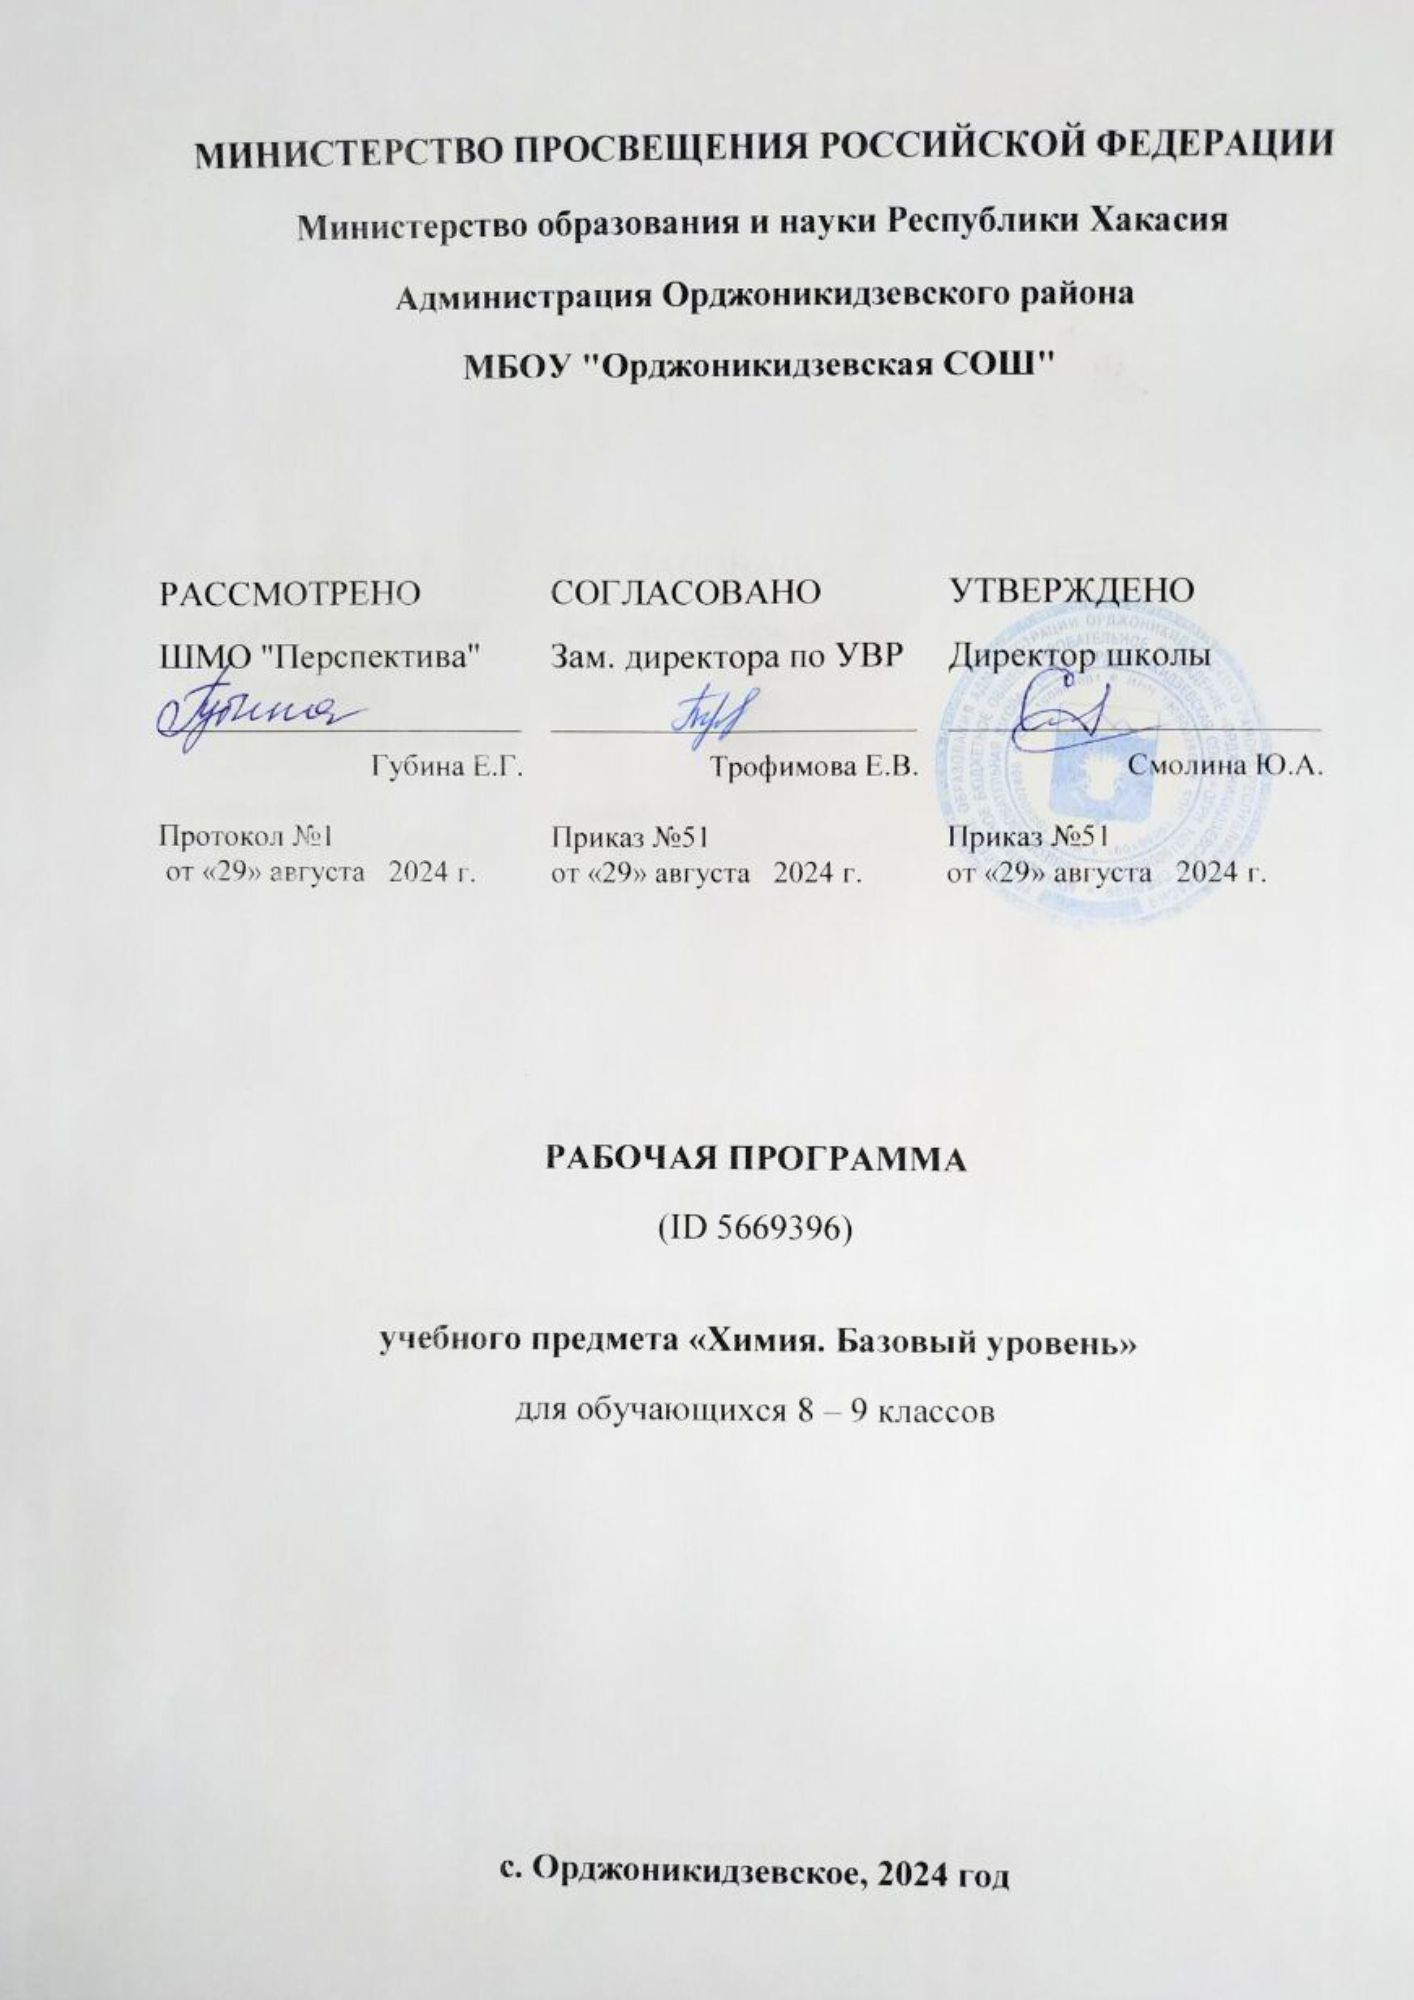 МИНИСТЕРСТВО ПРОСВЕЩЕНИЯ РОССИЙСКОЙ ФЕДЕРАЦИИ
Министерство образования и науки Республики Хакасия
Администрация Орджоникидзевского района
МБОУ "Орджоникидзевская СОШ"
РАССМОТРЕНО
ШМО "Перспектива"
Губина
Губина Е.Г.
Протокол №1
от «29» августа 2024 г.
СОГЛАСОВАНО
Зам. директора по УВР
Трофимова Е.В.
Приказ №51
от «29» августа 2024 г.
УТВЕРЖДЕНО
Директор школы
Смолина Ю.А.
Приказ №51
от «29» августа 2024 г.
РАБОЧАЯ ПРОГРАММА
(ID 5669396)
учебного предмета «Химия. Базовый уровень»
для обучающихся 8 – 9 классов
с. Орджоникидзевское, 2024 год